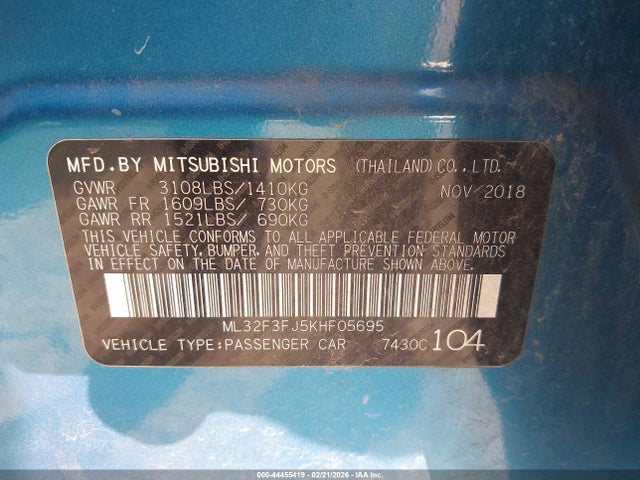 MFD.BY MITSUBISHI MOTORS (THAILAND)CO.,LTD.
GVWR 3108LBS/1410KG NOV 2018
GAWR FR 1609LBS/ 730KG
GAWR RR 1521LBS/ 690KG
THIS VEHICLE CONFORMS TO ALL APPLICABLE FEDERAL MOTOR
VEHICLE SAFETY,BUMPER,AND THEFT PREVENTION STANDARDS
IN EFFECT ON THE DATE OF MANUFACTURE SHOWN ABOVE.
ML32F3FJ5KHF05695
VEHICLE TYPE:PASSENGER CAR 7430C 104
000-44455419 - 02/21/2026 - IAAI.com